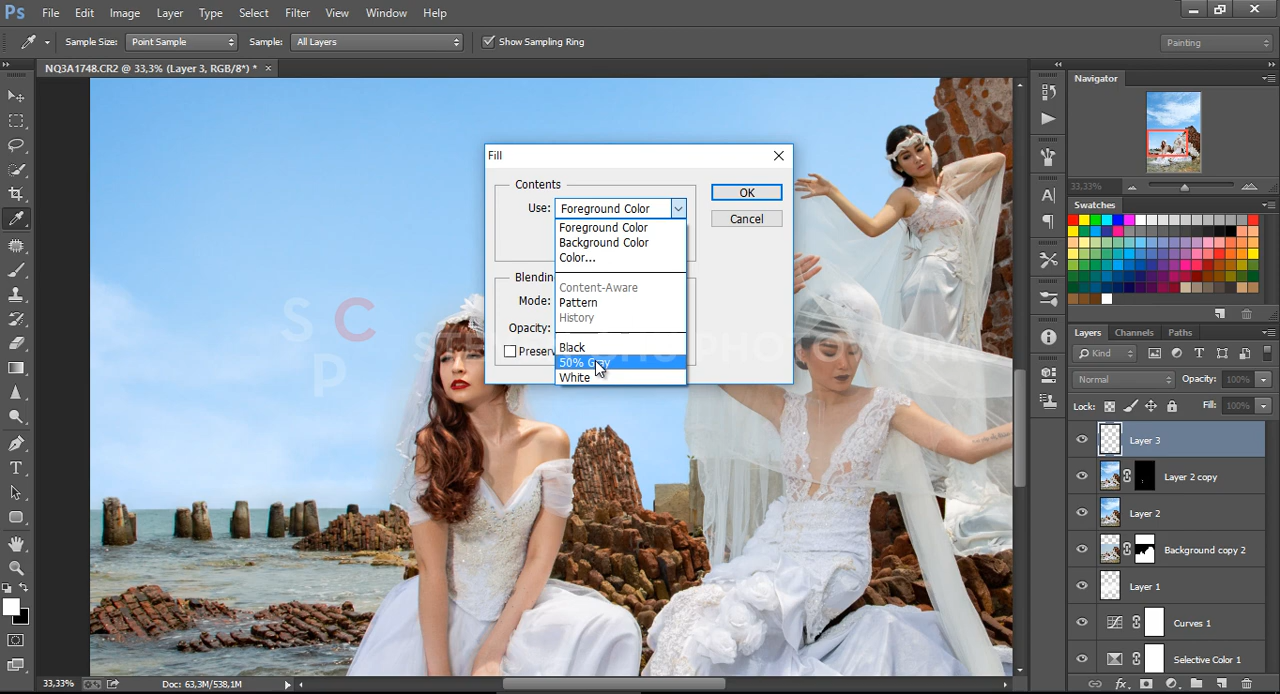 Ps File Edit Image Layer Type Select Filter View Window Help
Sample Size: Point Sample Sample: All Layers Show Sampling Ring Painting
NQ3A1748.CR2 @ 33,3% (Layer 3, RGB/8*) * ×
Navigator
33,33%
Swatches
Fill
Contents
Use: Foreground Color
OK
Cancel
Foreground Color
Background Color
Color...
Content-Aware
Pattern
History
Black
50% Gray
White
Blendin
Mode:
Opacity:
Preser
S C
P
Layers Channels Paths
Kind
Normal Opacity: 100%
Lock: Fill: 100%
Layer 3
Layer 2 copy
Layer 2
Background copy 2
Layer 1
Curves 1
Selective Color 1
33,33% Doc: 63,3M/538,1M